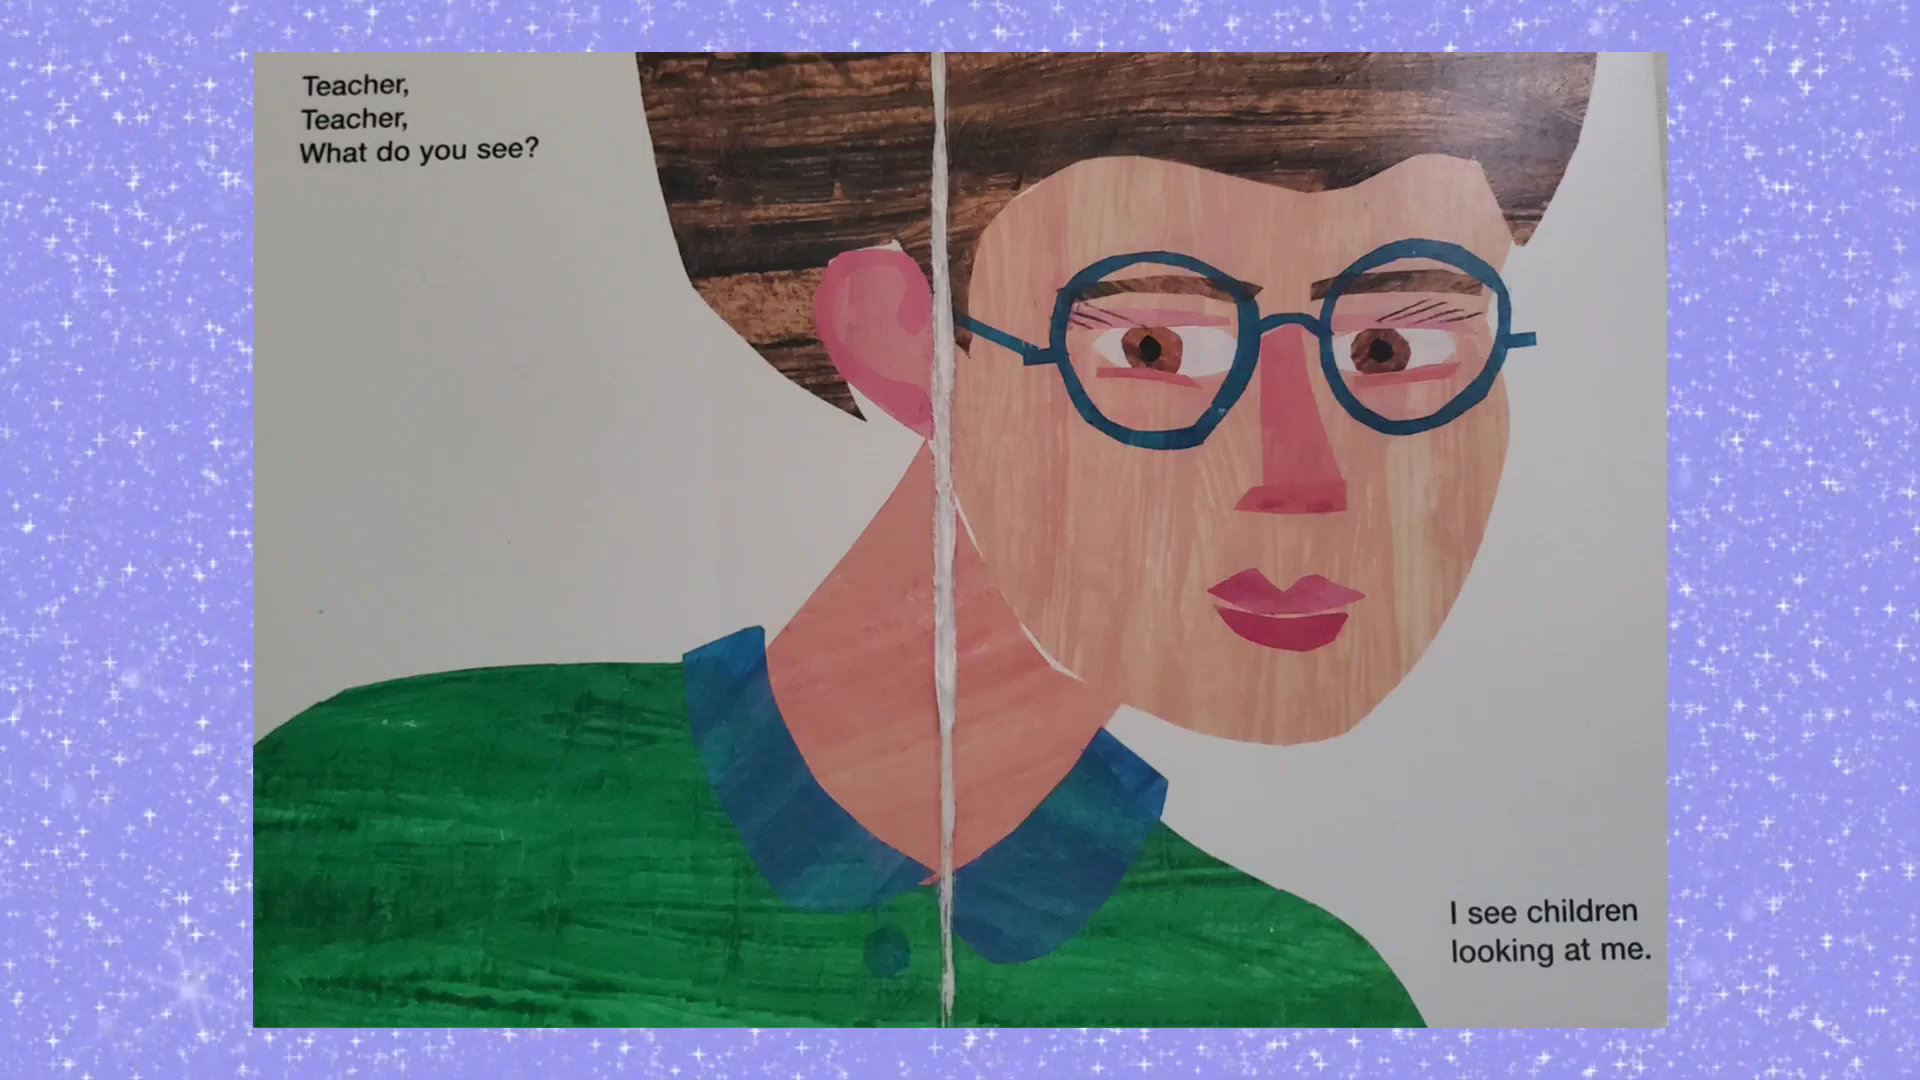 Teacher,
Teacher,
What do you see?
I see children
looking at me.